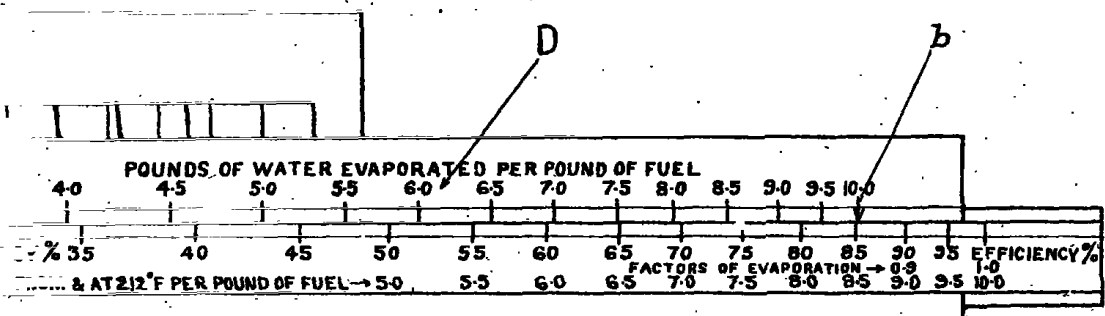 D b
POUNDS OF WATER EVAPORATED PER POUND OF FUEL
4.0 4.5 5.0 5.5 6.0 6.5 7.0 7.5 8.0 8.5 9.0 9.5 10.0
% 35 40 45 50 55 60 65 70 75 80 85 90 95 EFFICIENCY %
FACTORS OF EVAPORATION → 0.9 1.0
& AT 212°F PER POUND OF FUEL → 5.0 5.5 6.0 6.5 7.0 7.5 8.0 8.5 9.0 9.5 10.0